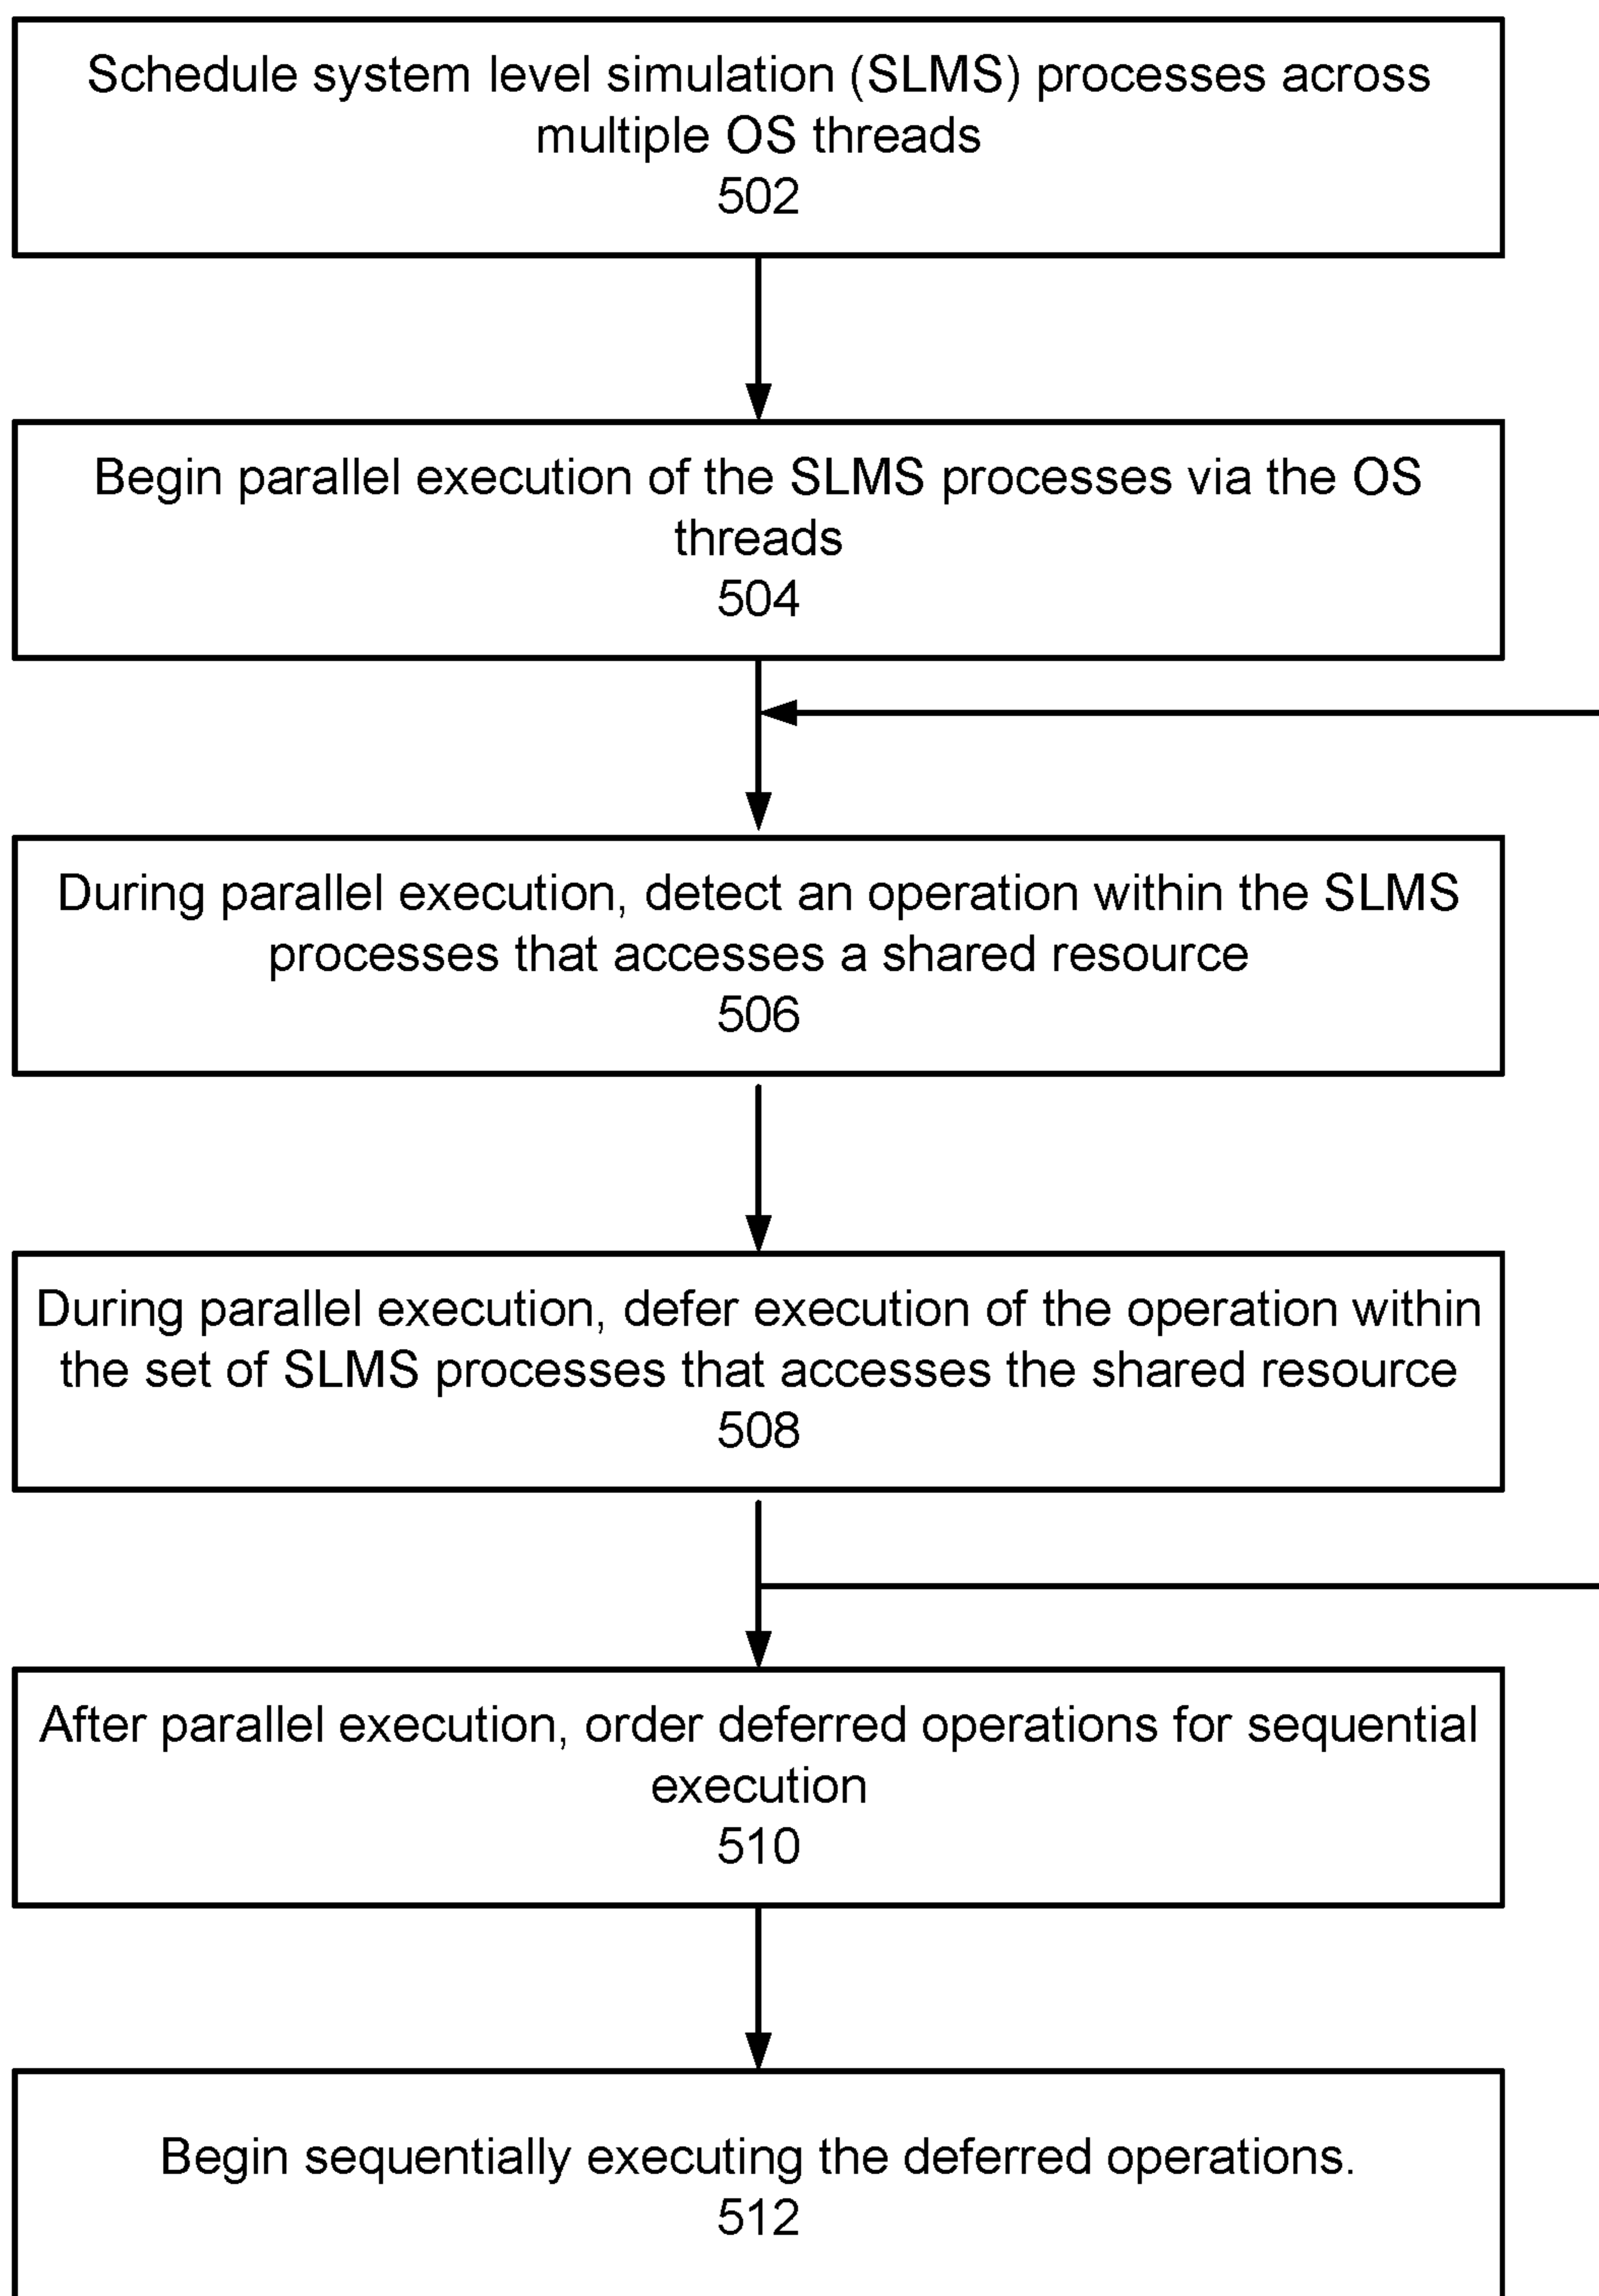 Schedule system level simulation (SLMS) processes across
multiple OS threads
502
Begin parallel execution of the SLMS processes via the OS
threads
504
During parallel execution, detect an operation within the SLMS
processes that accesses a shared resource
506
During parallel execution, defer execution of the operation within
the set of SLMS processes that accesses the shared resource
508
After parallel execution, order deferred operations for sequential
execution
510
Begin sequentially executing the deferred operations.
512